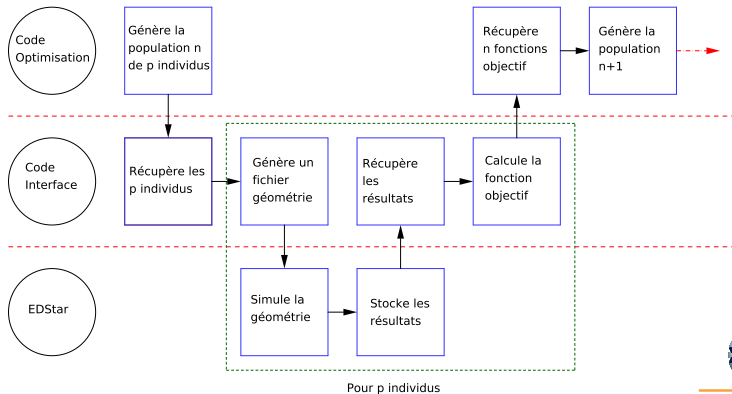 Code
Optimisation
Génère la
population n
de p individus
Récupère
n fonctions
objectif
Génère la
population
n+1
Code
Interface
Récupère les
p individus
Génère un
fichier
géométrie
Récupère
les
résultats
Calcule la
fonction
objectif
EDStar
Simule la
géométrie
Stocke les
résultats
Pour p individus